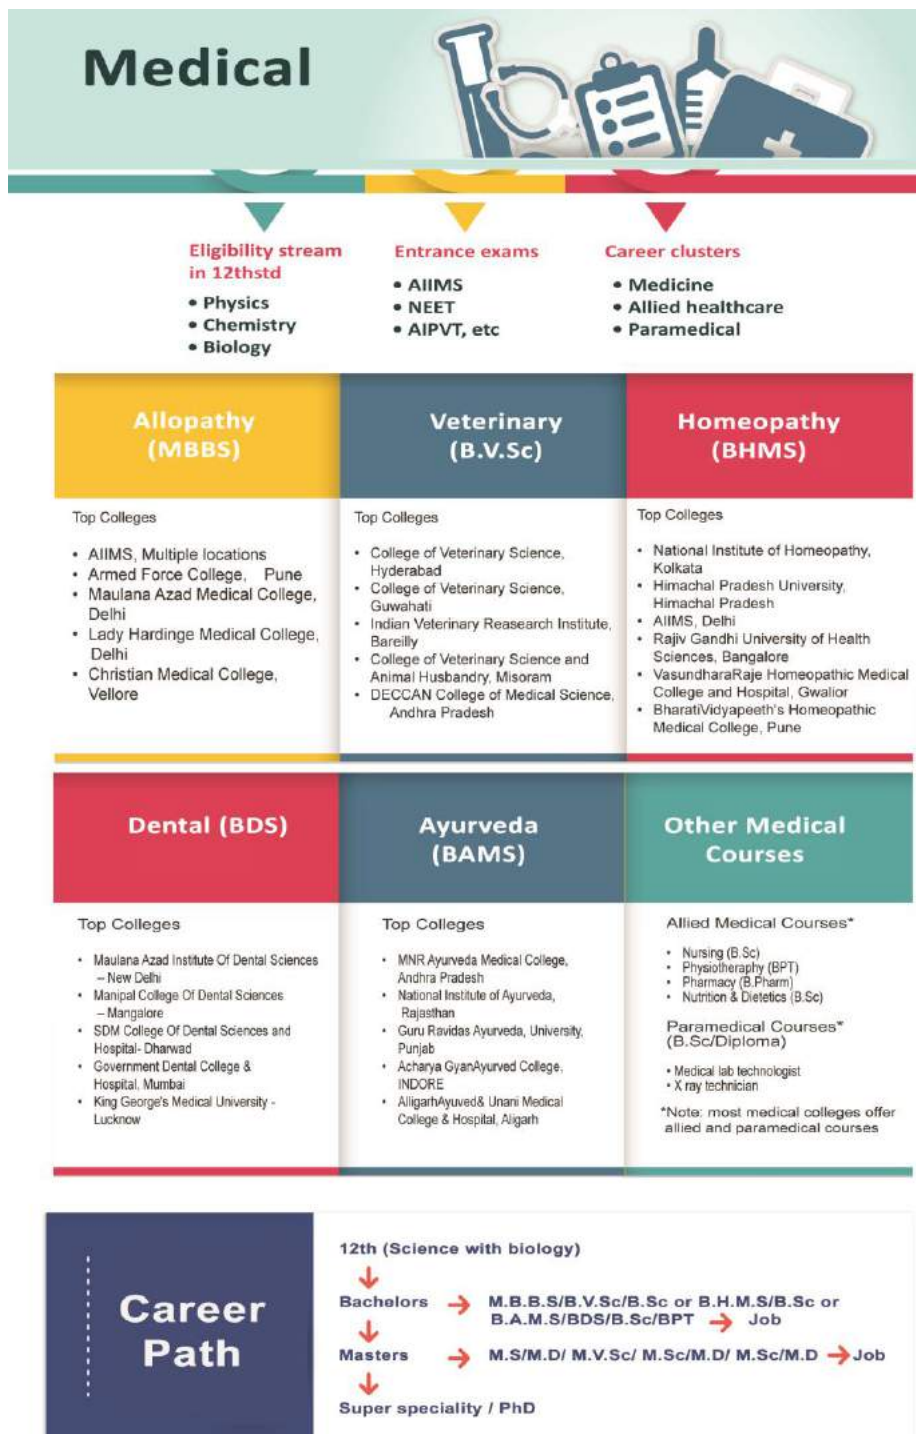 Medical
Eligibility stream
in 12thstd
• Physics
• Chemistry
• Biology
Entrance exams
• AIIMS
• NEET
• AIPVT, etc
Career clusters
• Medicine
• Allied healthcare
• Paramedical
Allopathy
(MBBS)
Top Colleges
• AIIMS, Multiple locations
• Armed Force College, Pune
• Maulana Azad Medical College,
Delhi
• Lady Hardinge Medical College,
Delhi
• Christian Medical College,
Vellore
Veterinary
(B.V.Sc)
Top Colleges
• College of Veterinary Science,
Hyderabad
• College of Veterinary Science,
Guwahati
• Indian Veterinary Reasearch Institute,
Bareilly
• College of Veterinary Science and
Animal Husbandry, Misoram
• DECCAN College of Medical Science,
Andhra Pradesh
Homeopathy
(BHMS)
Top Colleges
• National Institute of Homeopathy,
Kolkata
• Himachal Pradesh University,
Himachal Pradesh
• AIIMS, Delhi
• Rajiv Gandhi University of Health
Sciences, Bangalore
• VasundharaRaje Homeopathic Medical
College and Hospital, Gwalior
• BharatiVidyapeeth's Homeopathic
Medical College, Pune
Dental (BDS)
Top Colleges
• Maulana Azad Institute Of Dental Sciences
– New Delhi
• Manipal College Of Dental Sciences
– Mangalore
• SDM College Of Dental Sciences and
Hospital- Dharwad
• Government Dental College &
Hospital, Mumbai
• King George's Medical University -
Lucknow
Ayurveda
(BAMS)
Top Colleges
• MNR Ayurveda Medical College,
Andhra Pradesh
• National Institute of Ayurveda,
Rajasthan
• Guru Ravidas Ayurveda, University,
Punjab
• Acharya GyanAyurved College,
INDORE
• AlligarhAyuved& Unani Medical
College & Hospital, Aligarh
Other Medical
Courses
Allied Medical Courses*
• Nursing (B.Sc)
• Physiotheraphy (BPT)
• Pharmacy (B.Pharm)
• Nutrition & Dietetics (B.Sc)
Paramedical Courses*
(B.Sc/Diploma)
• Medical lab technologist
• X ray technician
*Note: most medical colleges offer
allied and paramedical courses
Career
Path
12th (Science with biology)
Bachelors → M.B.B.S/B.V.Sc/B.Sc or B.H.M.S/B.Sc or
B.A.M.S/BDS/B.Sc/BPT → Job
Masters → M.S/M.D/ M.V.Sc/ M.Sc/M.D/ M.Sc/M.D → Job
Super speciality / PhD